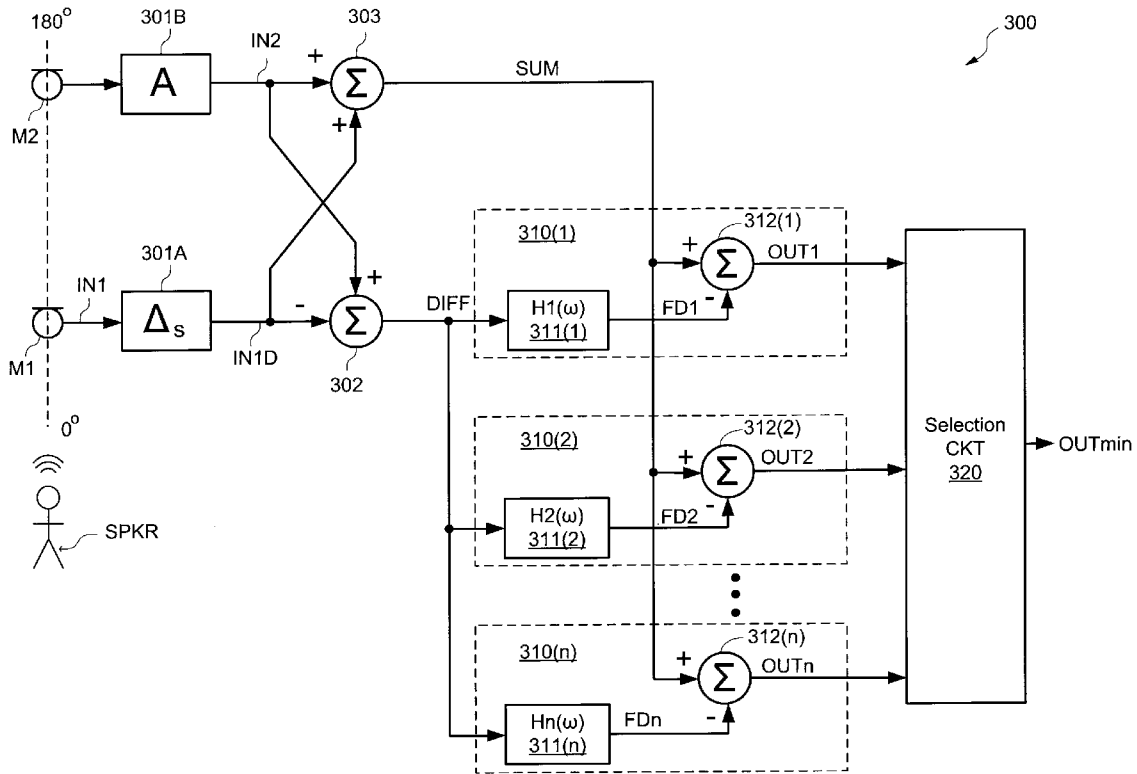 180°
301B
IN2
303
300
A
+
Σ
SUM
M2
+
301A
310(1)
312(1)
+
Σ
OUT1
IN1
Δs
-
+
Σ
DIFF
H1(ω)
311(1)
FD1
-
M1
IN1D
302
0°
310(2)
312(2)
Selection
CKT
320
OUTmin
+
Σ
OUT2
SPKR
H2(ω)
311(2)
FD2
-
310(n)
312(n)
+
Σ
OUTn
Hn(ω)
311(n)
FDn
-